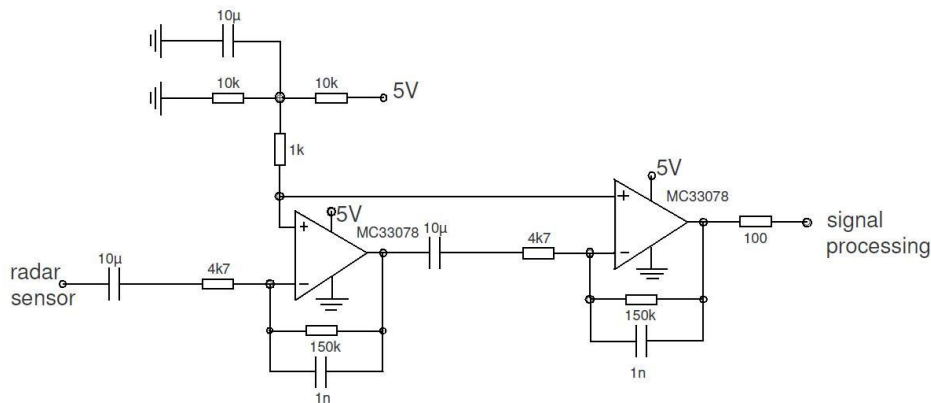 10µ
10k
10k
5V
1k
5V
MC33078
5V
MC33078
radar
sensor
10µ
4k7
10µ
4k7
100
signal
processing
150k
1n
150k
1n